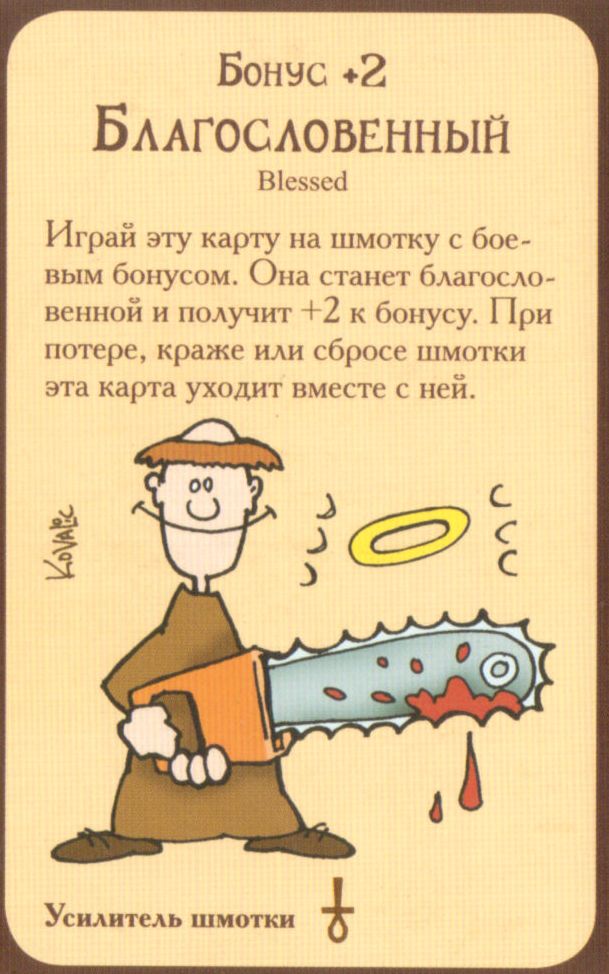 Бонус +2
Благословенный
Blessed
Играй эту карту на шмотку с бое-
вым бонусом. Она станет благосло-
венной и получит +2 к бонусу. При
потере, краже или сбросе шмотки
эта карта уходит вместе с ней.
Kovalic
Усилитель шмотки